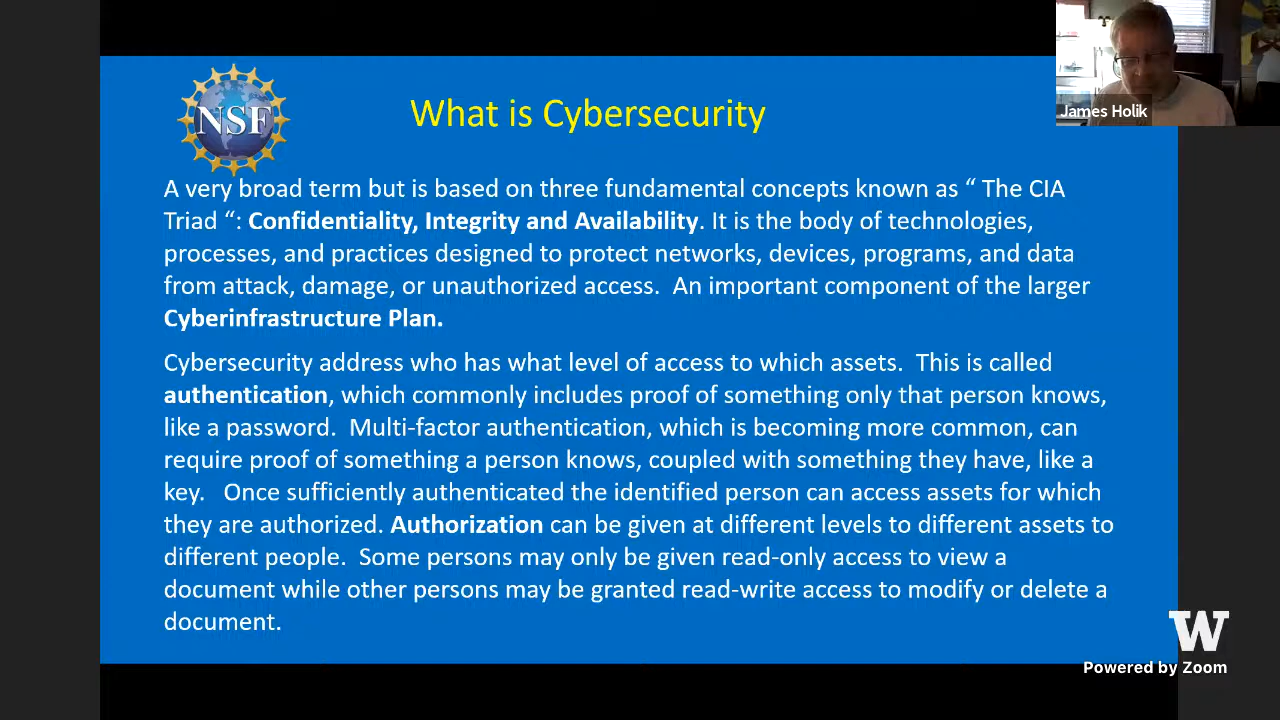 NSF
What is Cybersecurity
James Holik
A very broad term but is based on three fundamental concepts known as “ The CIA
Triad “: Confidentiality, Integrity and Availability. It is the body of technologies,
processes, and practices designed to protect networks, devices, programs, and data
from attack, damage, or unauthorized access.  An important component of the larger
Cyberinfrastructure Plan.
Cybersecurity address who has what level of access to which assets.  This is called
authentication, which commonly includes proof of something only that person knows,
like a password.  Multi-factor authentication, which is becoming more common, can
require proof of something a person knows, coupled with something they have, like a
key.   Once sufficiently authenticated the identified person can access assets for which
they are authorized. Authorization can be given at different levels to different assets to
different people.  Some persons may only be given read-only access to view a
document while other persons may be granted read-write access to modify or delete a
document.
W
Powered by Zoom